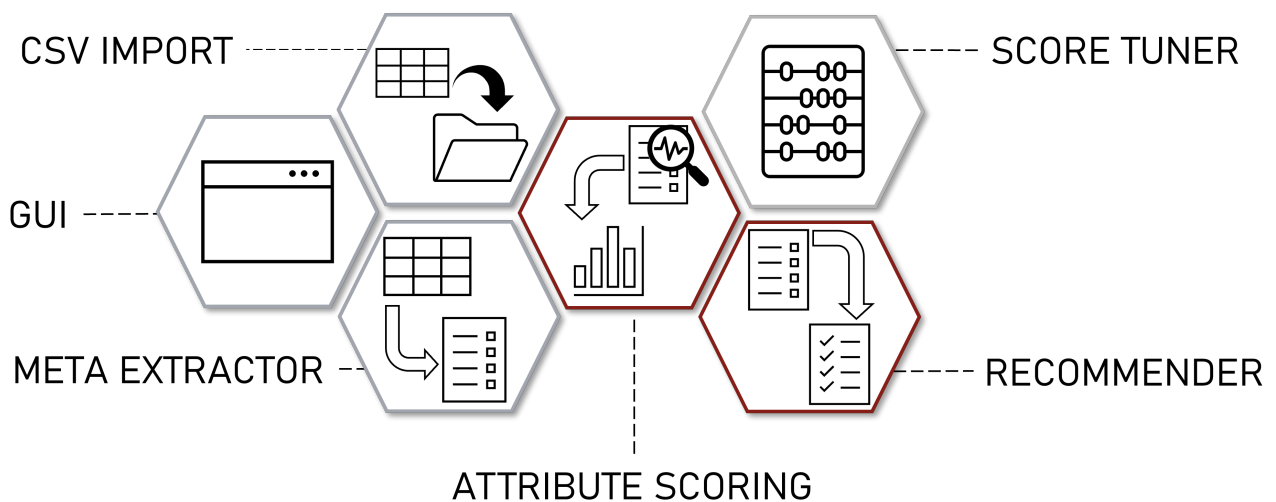 CSV IMPORT
SCORE TUNER
GUI
META EXTRACTOR
RECOMMENDER
ATTRIBUTE SCORING